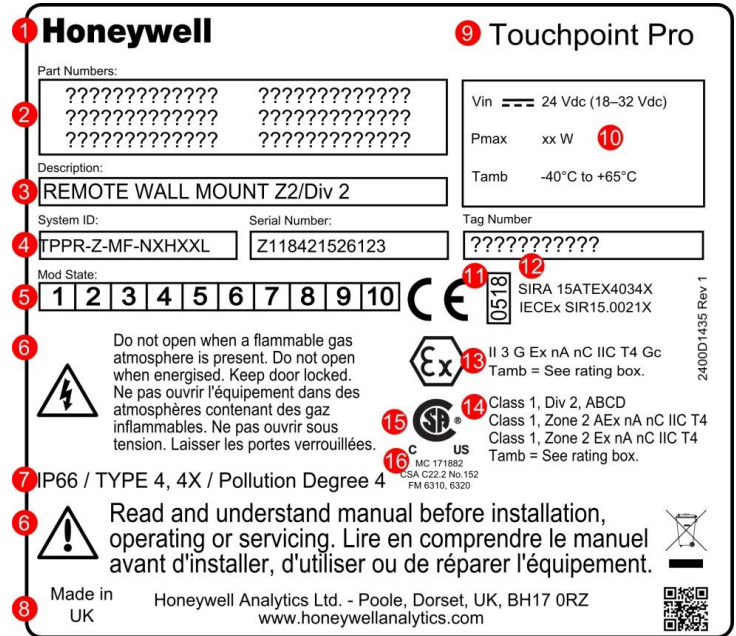 1 Honeywell
9 Touchpoint Pro
Part Numbers:
2
????????????? ?????????????
????????????? ?????????????
????????????? ?????????????
Vin 24 Vdc (18–32 Vdc)
Pmax xx W 10
Tamb -40°C to +65°C
Description:
3 REMOTE WALL MOUNT Z2/Div 2
System ID:
4 TPPR-Z-MF-NXHXXL
Serial Number:
Z118421526123
Tag Number
???????????
Mod State:
5 1 2 3 4 5 6 7 8 9 10
CE
11
0518
12
SIRA 15ATEX4034X
IECEx SIR15.0021X
2400D1435 Rev 1
6
Do not open when a flammable gas
atmosphere is present. Do not open
when energised. Keep door locked.
Ne pas ouvrir l'équipement dans des
atmosphères contenant des gaz
inflammables. Ne pas ouvrir sous
tension. Laisser les portes verrouillées.
Ex
13 II 3 G Ex nA nC IIC T4 Gc
Tamb = See rating box.
15 CSA ®
C US
14 Class 1, Div 2, ABCD
Class 1, Zone 2 AEx nA nC IIC T4
Class 1, Zone 2 Ex nA nC IIC T4
Tamb = See rating box.
16
MC 171882
CSA C22.2 No.152
FM 6310, 6320
7 IP66 / TYPE 4, 4X / Pollution Degree 4
6
Read and understand manual before installation,
operating or servicing. Lire en comprendre le manuel
avant d'installer, d'utiliser ou de réparer l'équipement.
8
Made in
UK
Honeywell Analytics Ltd. - Poole, Dorset, UK, BH17 0RZ
www.honeywellanalytics.com